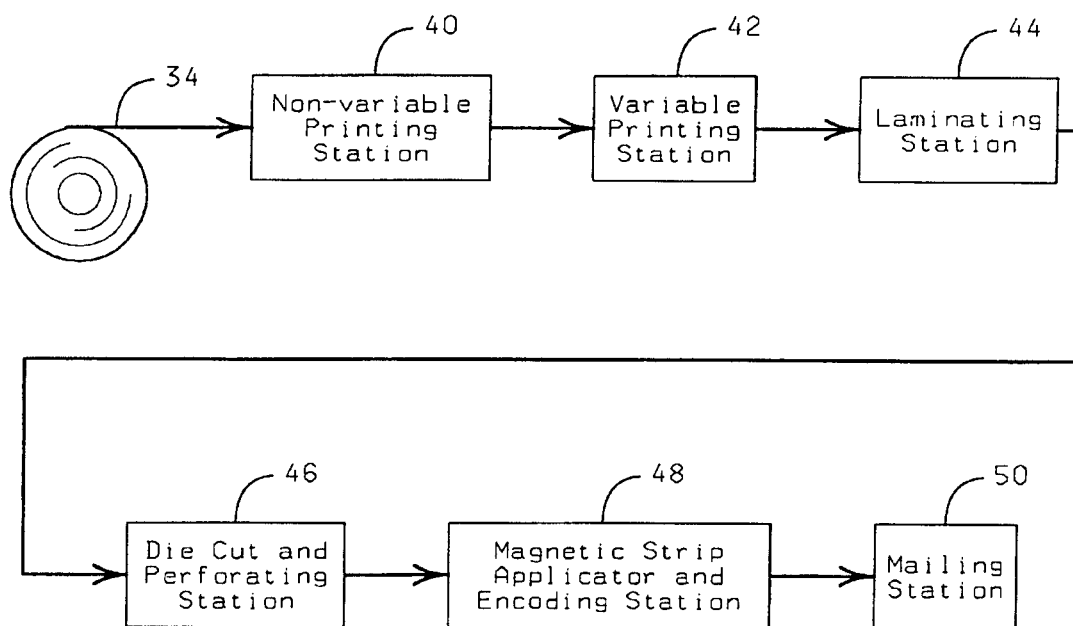 40
42
44
34
Non-variable
Printing
Station
Variable
Printing
Station
Laminating
Station
46
48
50
Die Cut and
Perforating
Station
Magnetic Strip
Applicator and
Encoding Station
Mailing
Station